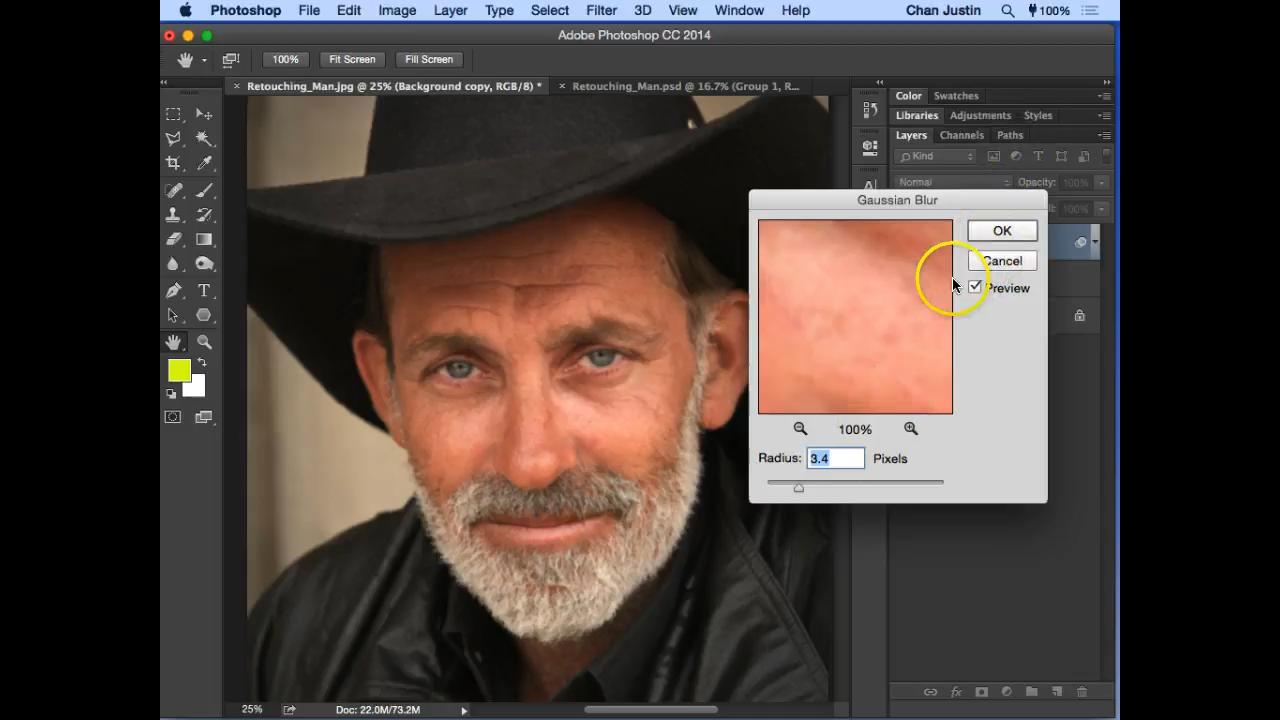 Photoshop File Edit Image Layer Type Select Filter 3D View Window Help Chan Justin 100%
Adobe Photoshop CC 2014
100% Fit Screen Fill Screen
× Retouching_Man.jpg @ 25% (Background copy, RGB/8) * × Retouching_Man.psd @ 16.7% (Group 1, R...
Color Swatches
Libraries Adjustments Styles
Layers Channels Paths
Kind T
Normal Opacity: 100%
100%
A
T
Gaussian Blur
OK
Cancel
Preview
100%
Radius: 3.4 Pixels
25% Doc: 22.0M/73.2M
fx